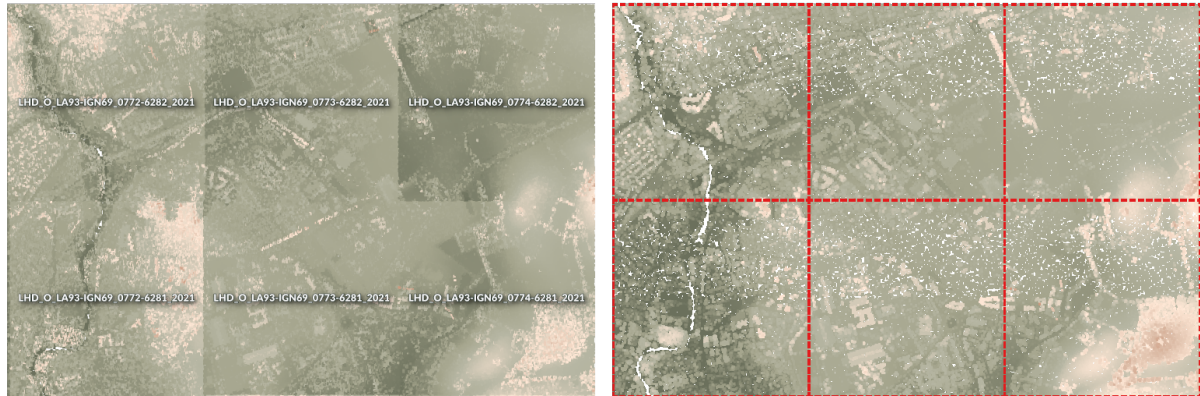 LHD_O_LA93-IGN69_0772-6282_2021
LHD_O_LA93-IGN69_0773-6282_2021
LHD_O_LA93-IGN69_0774-6282_2021
LHD_O_LA93-IGN69_0772-6281_2021
LHD_O_LA93-IGN69_0773-6281_2021
LHD_O_LA93-IGN69_0774-6281_2021